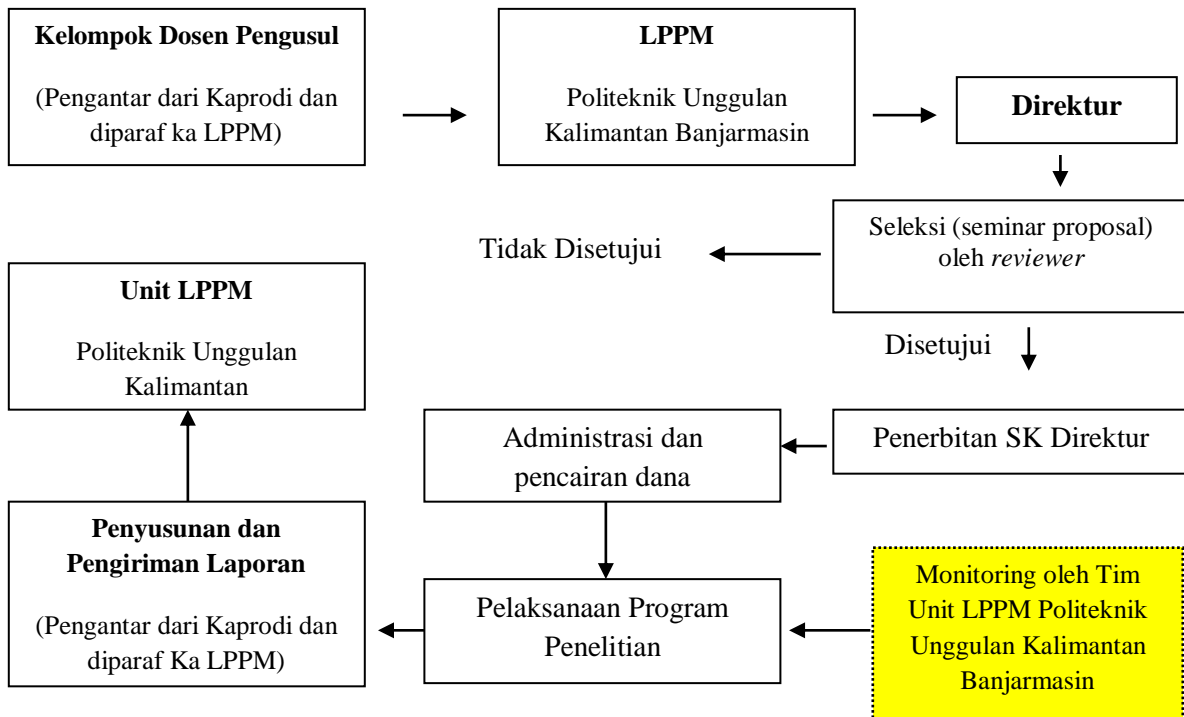 Kelompok Dosen Pengusul
(Pengantar dari Kaprodi dan
diparaf ka LPPM)
LPPM
Politeknik Unggulan
Kalimantan Banjarmasin
Direktur
Seleksi (seminar proposal)
oleh reviewer
Tidak Disetujui
Disetujui
Penerbitan SK Direktur
Administrasi dan
pencairan dana
Pelaksanaan Program
Penelitian
Monitoring oleh Tim
Unit LPPM Politeknik
Unggulan Kalimantan
Banjarmasin
Penyusunan dan
Pengiriman Laporan
(Pengantar dari Kaprodi dan
diparaf Ka LPPM)
Unit LPPM
Politeknik Unggulan
Kalimantan